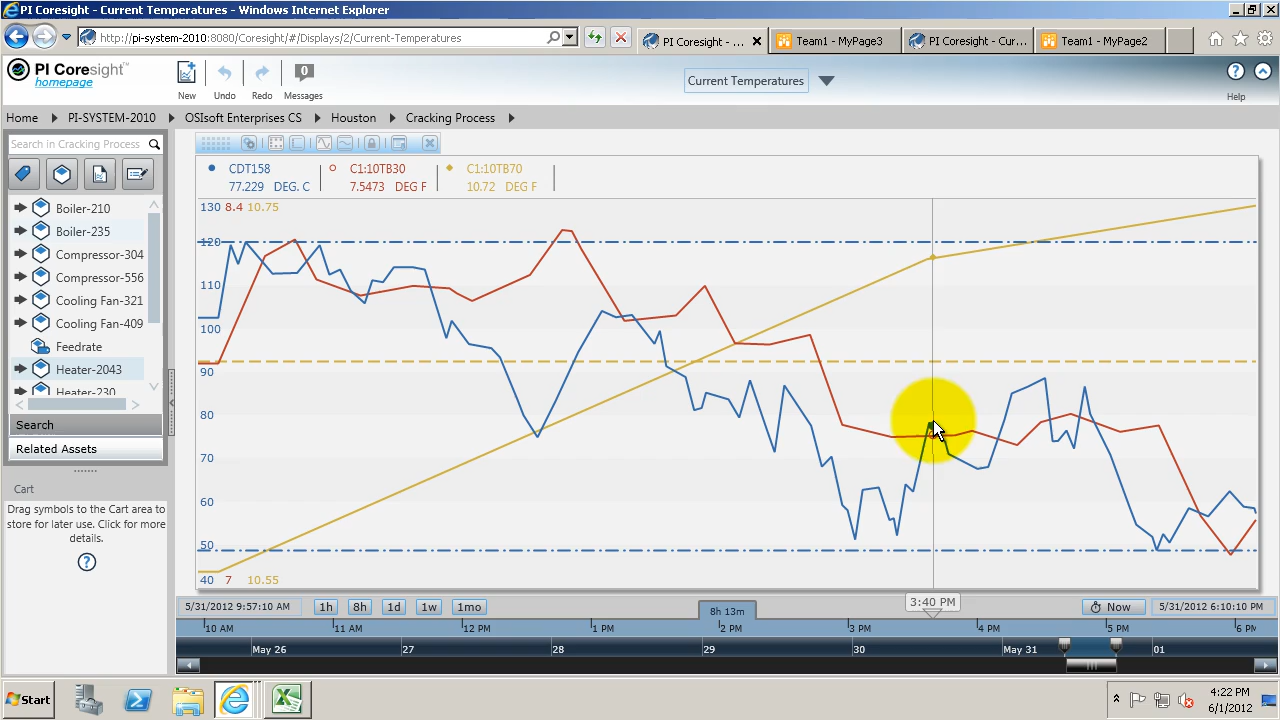 PI Coresight - Current Temperatures - Windows Internet Explorer
http://pi-system-2010:8080/Coresight/#/Displays/2/Current-Temperatures
PI Coresight - ...
Team1 - MyPage3
PI Coresight - Cur...
Team1 - MyPage2
PI Coresight™
homepage
New
Undo
Redo
0
Messages
Current Temperatures
Help
Home
PI-SYSTEM-2010
OSIsoft Enterprises CS
Houston
Cracking Process
Search in Cracking Process
Boiler-210
Boiler-235
Compressor-304
Compressor-556
Cooling Fan-321
Cooling Fan-409
Feedrate
Heater-2043
Heater-230
Search
Related Assets
Cart
Drag symbols to the Cart area to
store for later use. Click for more
details.
CDT158
77.229 DEG. C
C1:10TB30
7.5473 DEG F
C1:10TB70
10.72 DEG F
130 8.4 10.75
120
110
100
90
80
70
60
50
40 7 10.55
5/31/2012 9:57:10 AM
1h
8h
1d
1w
1mo
8h 13m
3:40 PM
Now
5/31/2012 6:10:10 PM
10 AM 11 AM 12 PM 1 PM 2 PM 3 PM 4 PM 5 PM 6 PM
May 26 27 28 29 30 May 31 01
Start
4:22 PM
6/1/2012